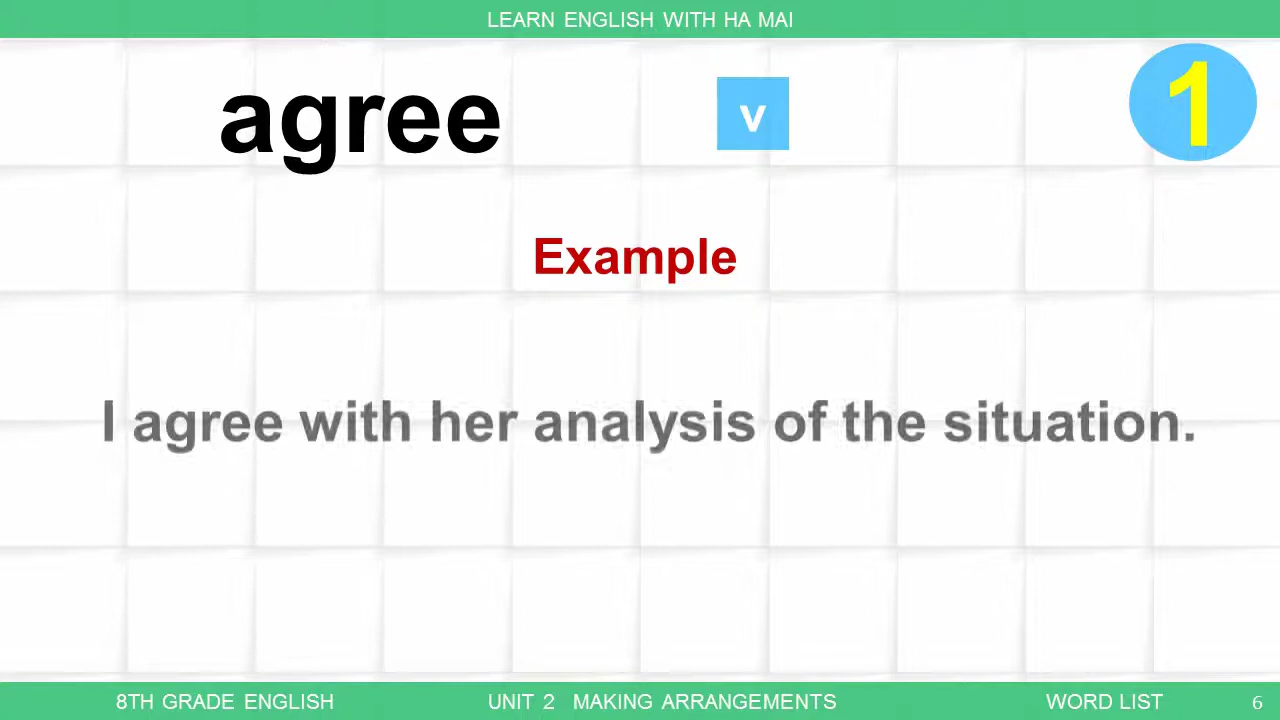 LEARN ENGLISH WITH HA MAI
agree v 1
Example
I agree with her analysis of the situation.
8TH GRADE ENGLISH UNIT 2 MAKING ARRANGEMENTS WORD LIST 6